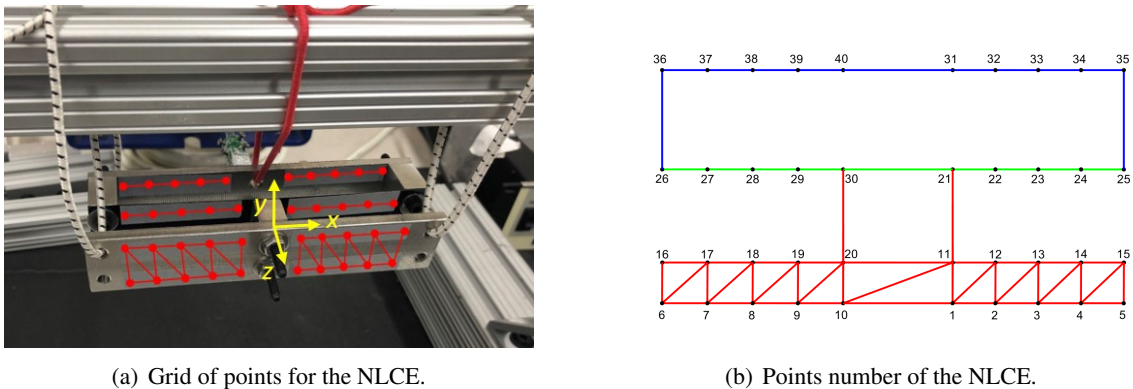 y
x
z
36 37 38 39 40 31 32 33 34 35
26 27 28 29 30 21 22 23 24 25
16 17 18 19 20 11 12 13 14 15
6 7 8 9 10 1 2 3 4 5
(a) Grid of points for the NLCE.
(b) Points number of the NLCE.